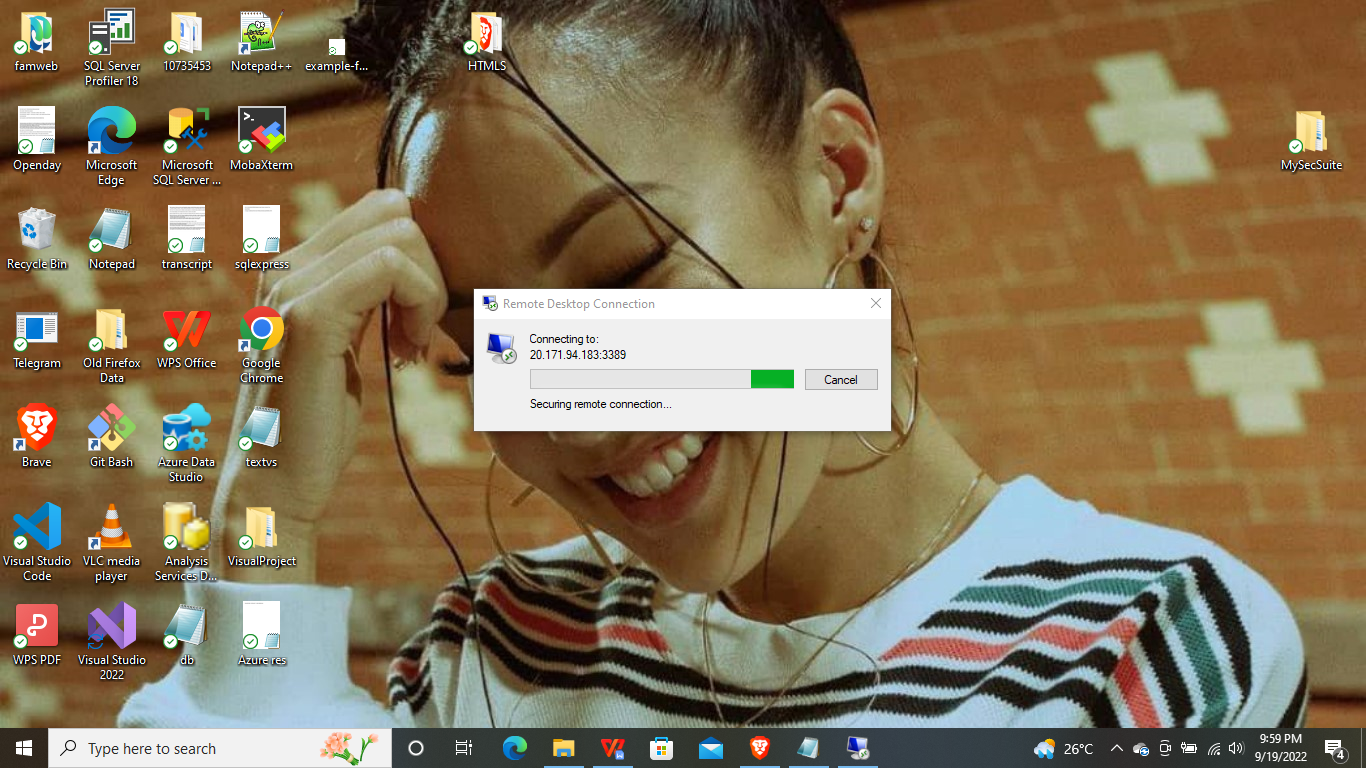 famweb
SQL Server
Profiler 18
10735453
Notepad++
example-f...
HTMLS
Openday
Microsoft
Edge
Microsoft
SQL Server ...
MobaXterm
MySecSuite
Recycle Bin
Notepad
transcript
sqlexpress
Remote Desktop Connection
Connecting to:
20.171.94.183:3389
Cancel
Securing remote connection...
Telegram
Old Firefox
Data
WPS Office
Google
Chrome
Brave
Git Bash
Azure Data
Studio
textvs
Visual Studio
Code
VLC media
player
Analysis
Services D...
VisualProject
WPS PDF
Visual Studio
2022
db
Azure res
Type here to search
26°C
9:59 PM
9/19/2022
4